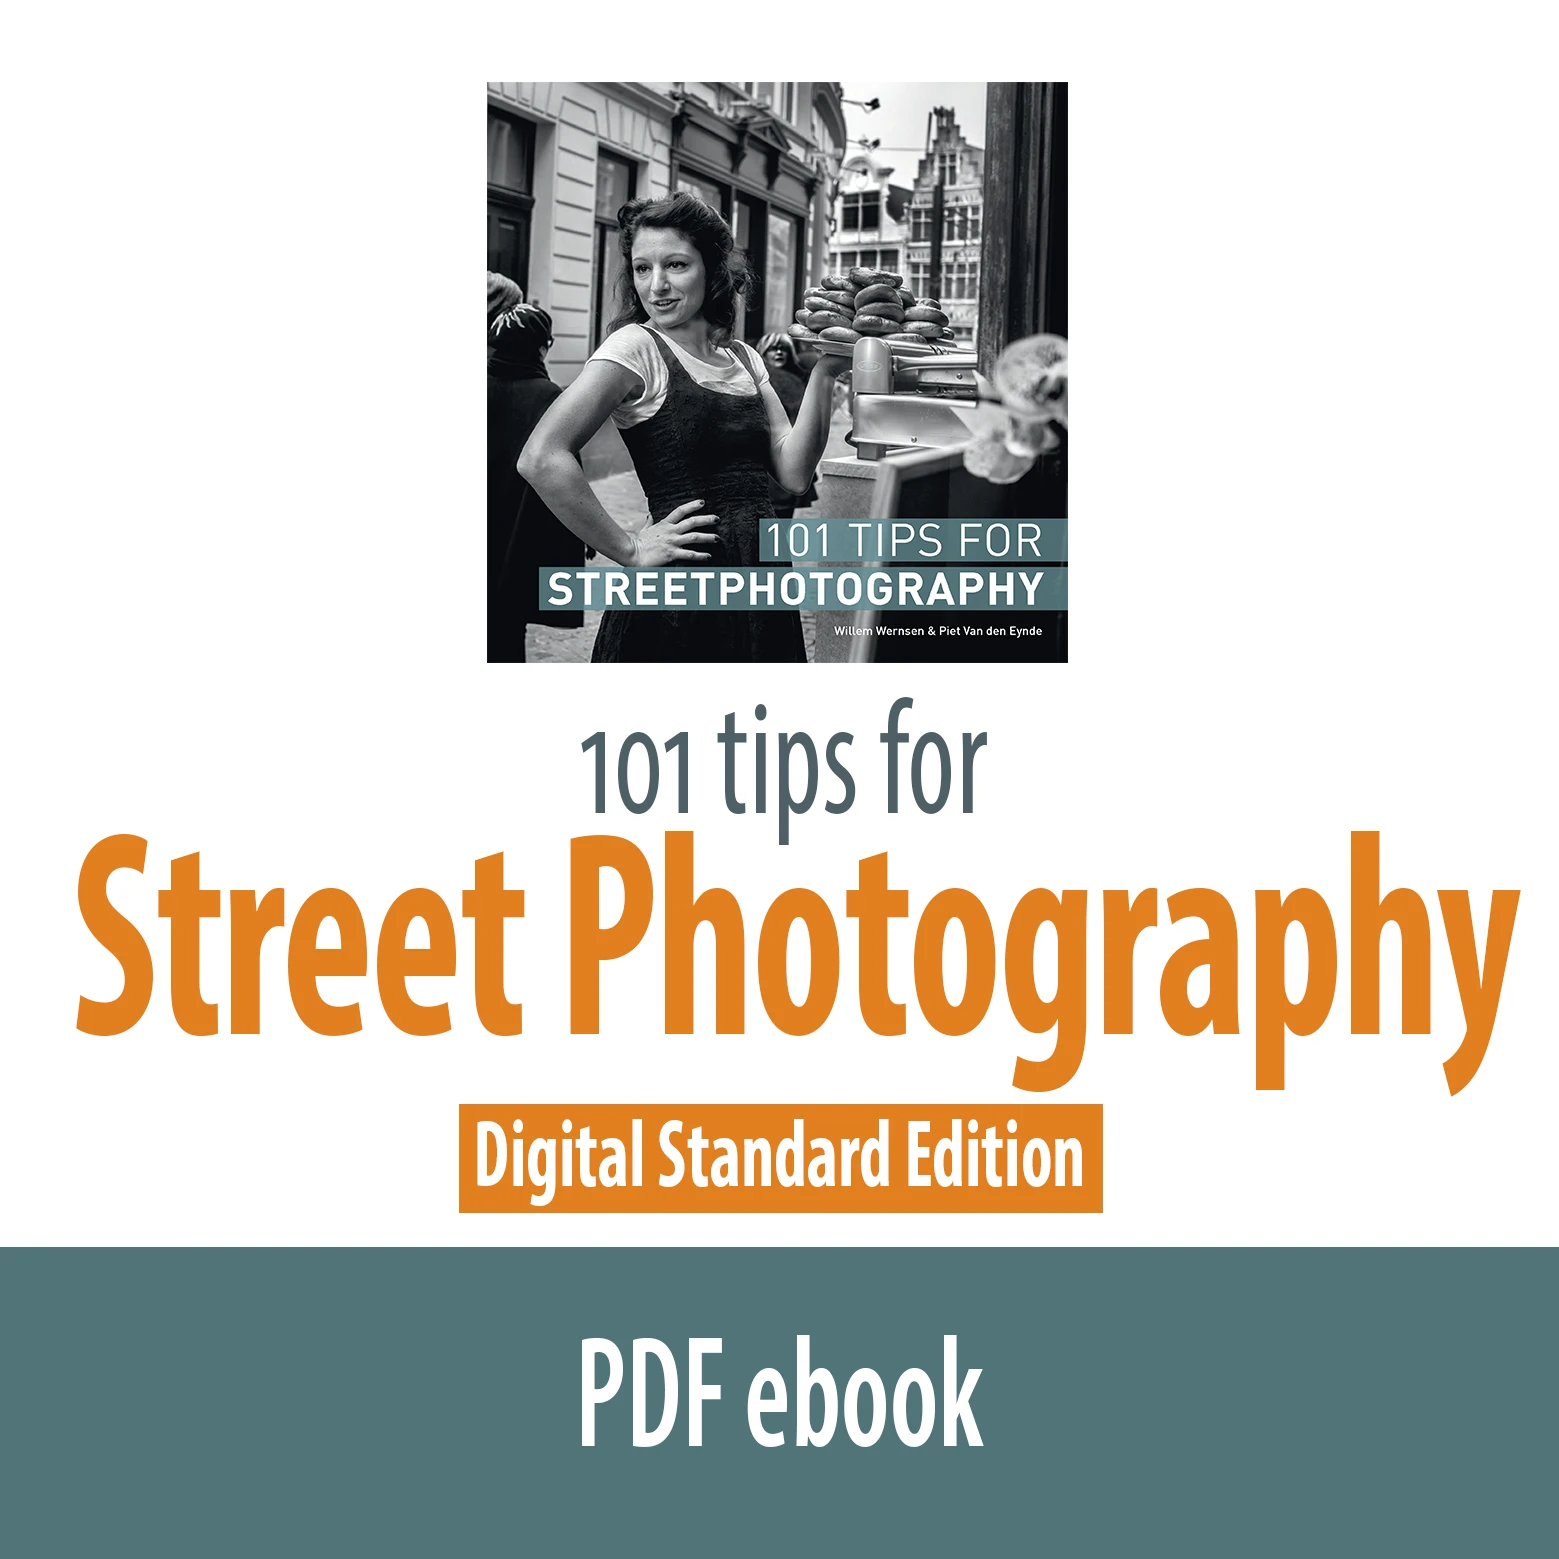 101 TIPS FOR
STREETPHOTOGRAPHY
Willem Wernsen & Piet Van den Eynde
101 tips for
Street Photography
Digital Standard Edition
PDF ebook